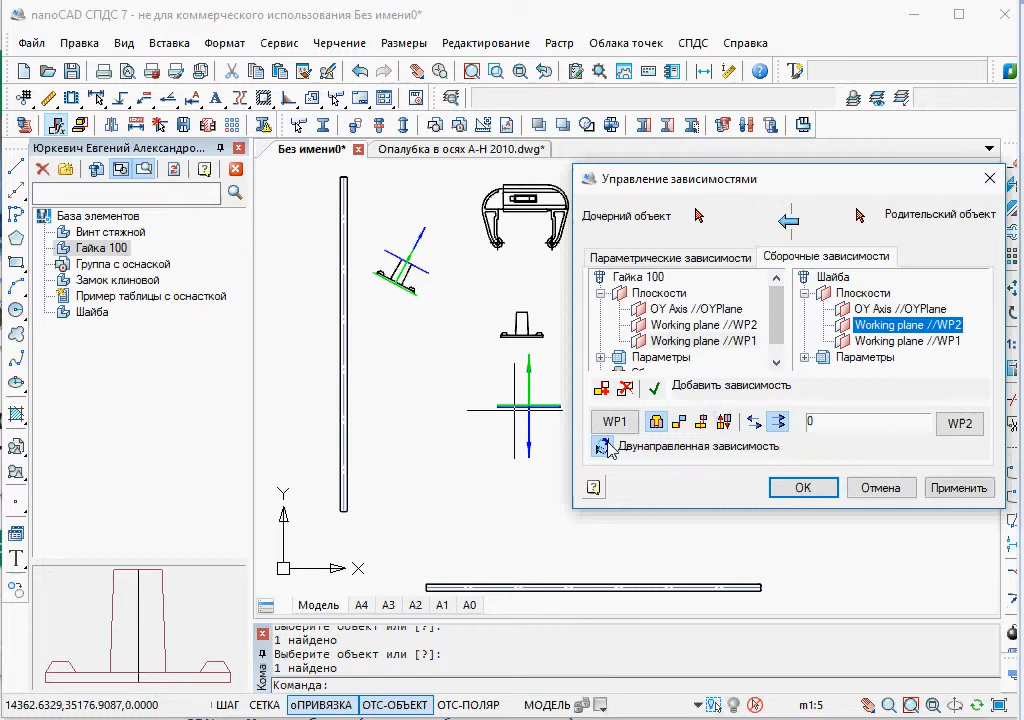 nanoCAD СПДС 7 - не для коммерческого использования Без имени0*
Файл Правка Вид Вставка Формат Сервис Черчение Размеры Редактирование Растр Облака точек СПДС Справка
Юркевич Евгений Александро...
Без имени0*
Опалубка в осях А-Н 2010.dwg*
База элементов
Винт стяжной
Гайка 100
Группа с оснасткой
Замок клиновой
Пример таблицы с оснасткой
Шайба
Управление зависимостями
Дочерний объект
Родительский объект
Параметрические зависимости
Сборочные зависимости
Гайка 100
Плоскости
OY Axis //OYPlane
Working plane //WP2
Working plane //WP1
Параметры
Шайба
Плоскости
OY Axis //OYPlane
Working plane //WP2
Working plane //WP1
Параметры
Добавить зависимость
WP1
0
WP2
Двунаправленная зависимость
OK
Отмена
Применить
Y
X
Модель A4 A3 A2 A1 A0
Выберите объект или [?]:
1 найдено
Выберите объект или [?]:
1 найдено
Кома
Команда:
14362.6329,35176.9087,0.0000
ШАГ СЕТКА оПРИВЯЗКА ОТС-ОБЪЕКТ ОТС-ПОЛЯР МОДЕЛЬ
m1:5